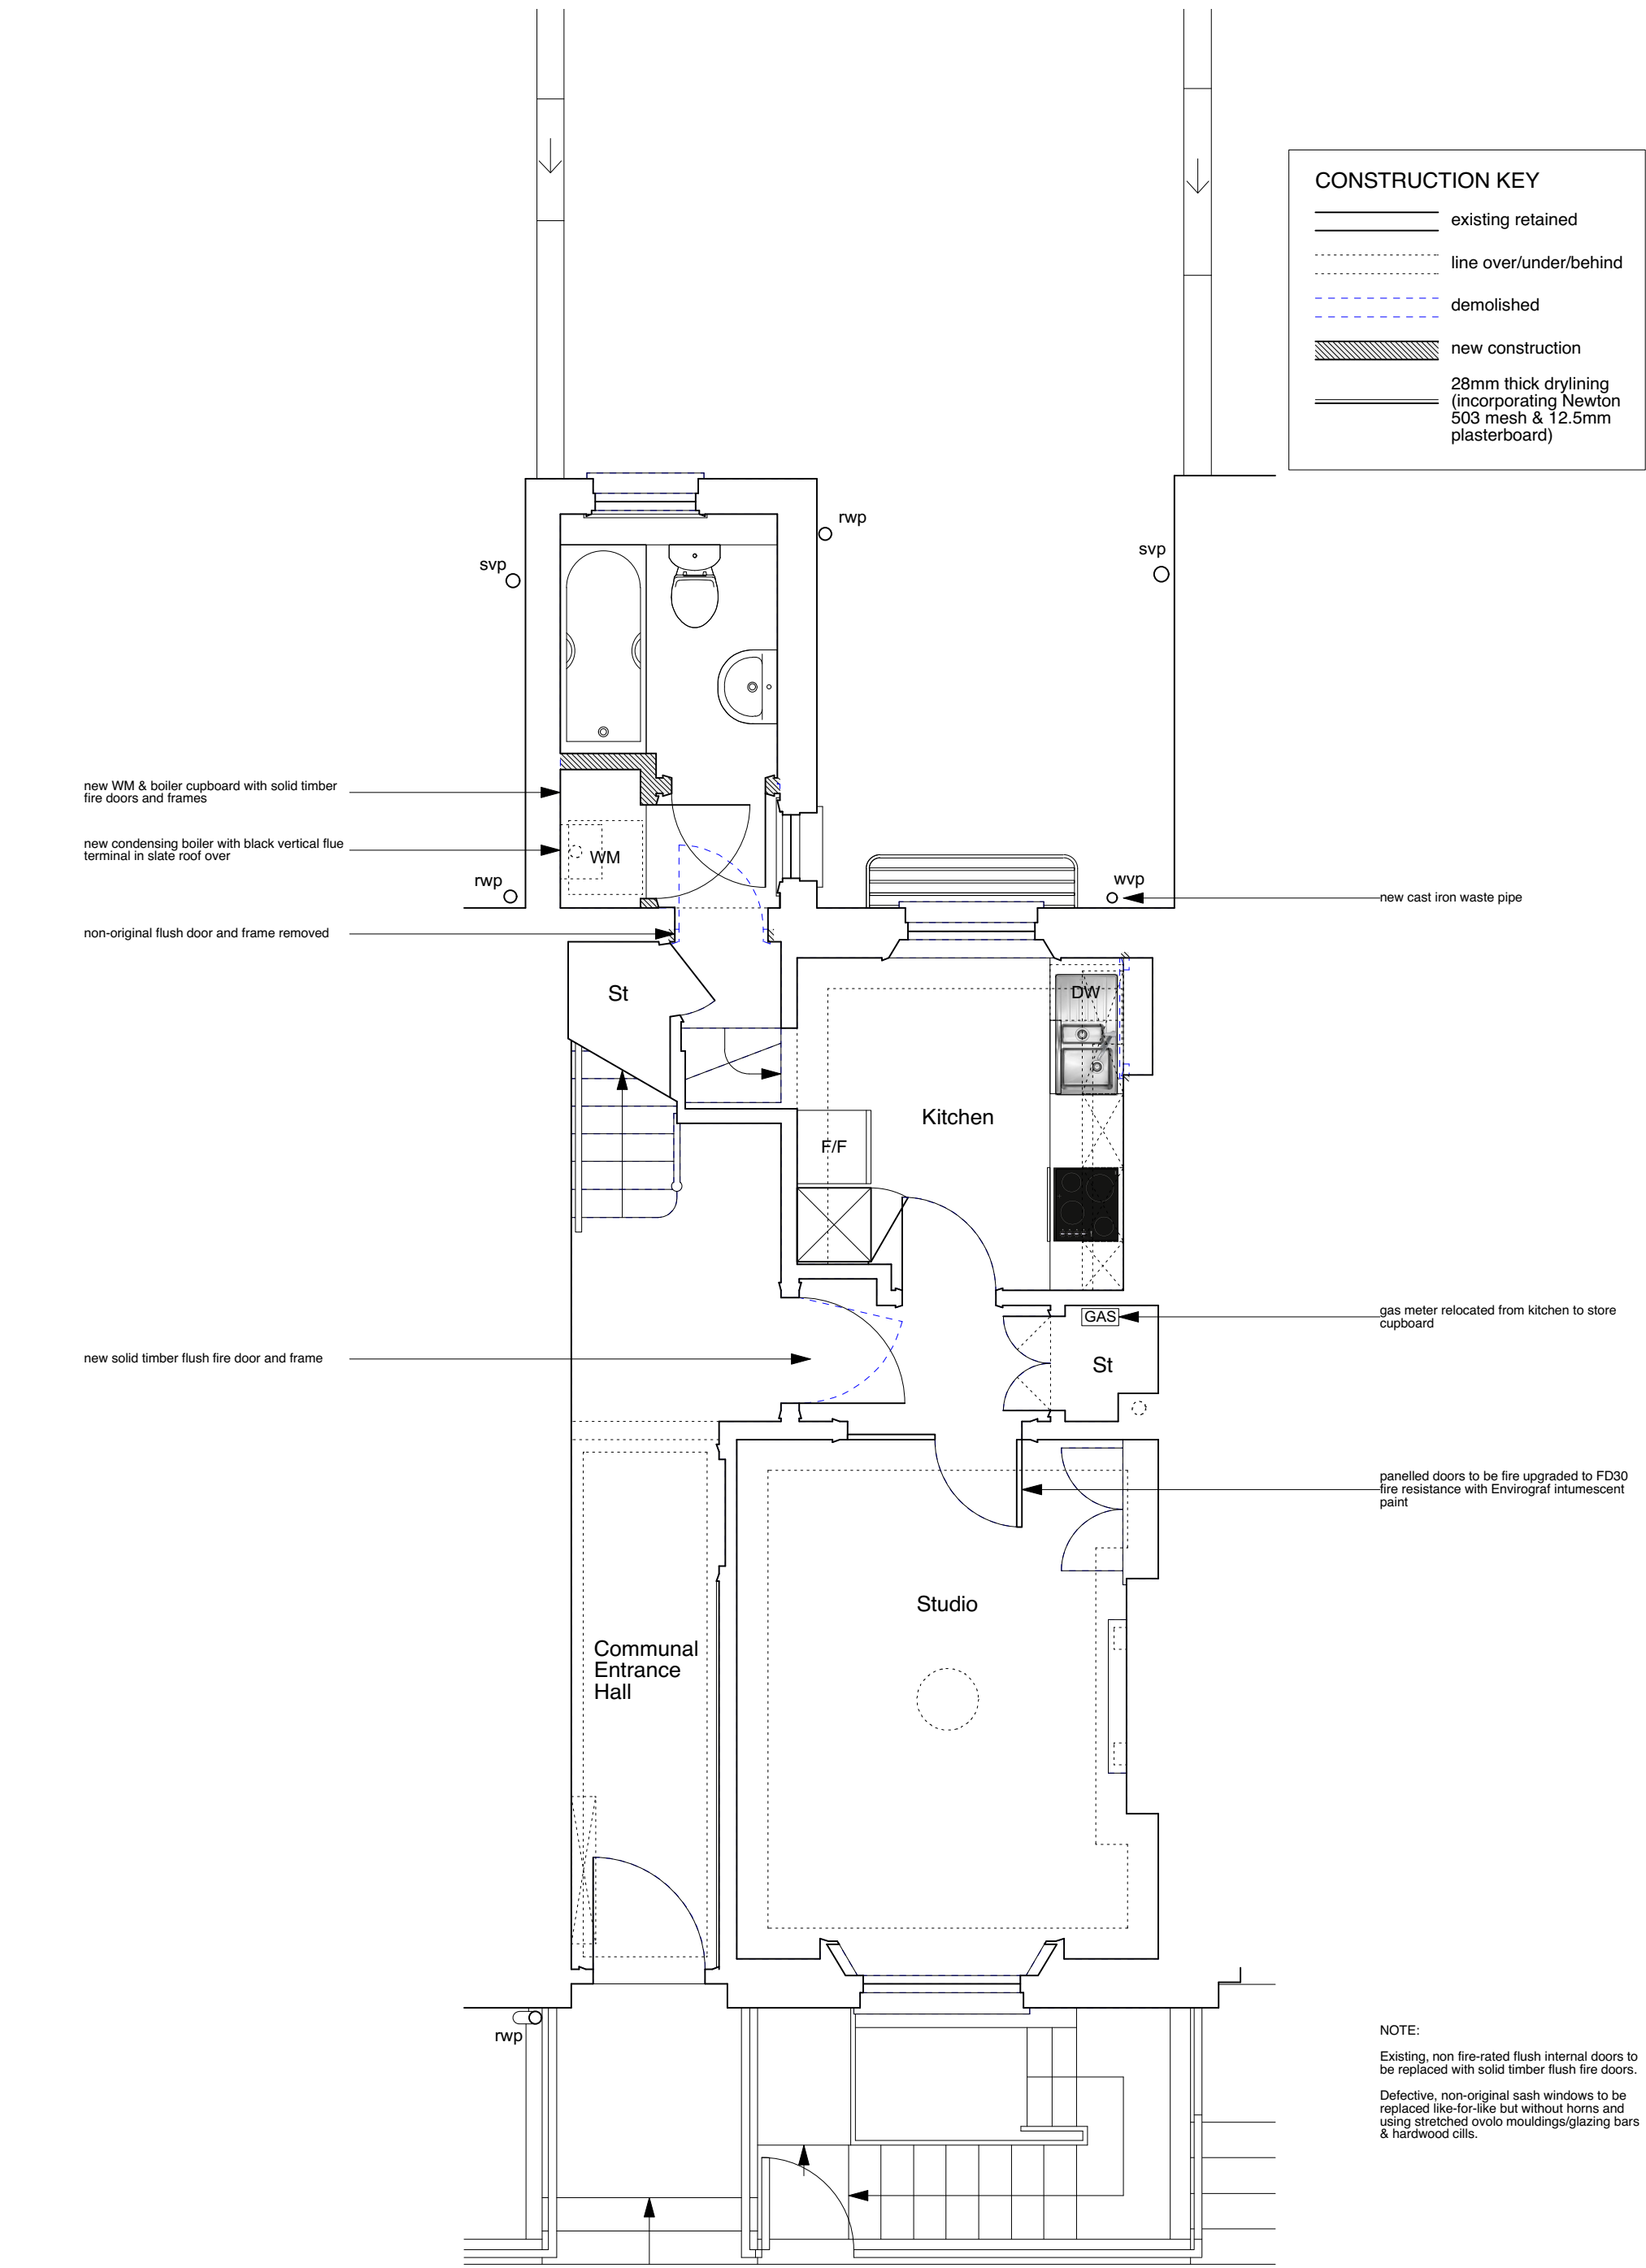 CONSTRUCTION KEY
existing retained
line over/under/behind
demolished
new construction
28mm thick drylining
(incorporating Newton
503 mesh & 12.5mm
plasterboard)
rwp
svp
svp
new WM & boiler cupboard with solid timber
fire doors and frames
new condensing boiler with black vertical flue
terminal in slate roof over
WM
rwp
wvp
new cast iron waste pipe
non-original flush door and frame removed
St
DW
Kitchen
F/F
GAS
gas meter relocated from kitchen to store
cupboard
new solid timber flush fire door and frame
St
panelled doors to be fire upgraded to FD30
fire resistance with Envirograf intumescent
paint
Studio
Communal
Entrance
Hall
rwp
NOTE:
Existing, non fire-rated flush internal doors to
be replaced with solid timber flush fire doors.
Defective, non-original sash windows to be
replaced like-for-like but without horns and
using stretched ovolo mouldings/glazing bars
& hardwood cills.